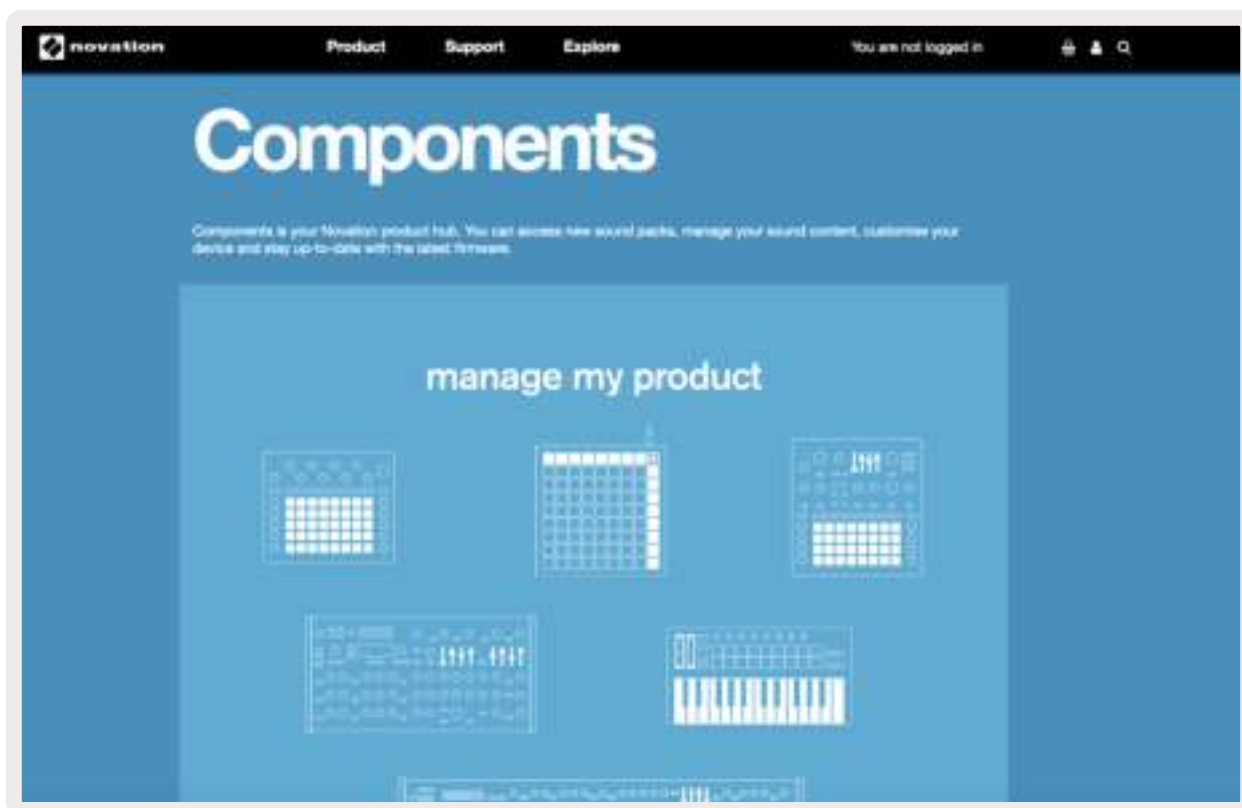 novation
Product
Support
Explore
You are not logged in
Components
Components is your Novation product hub. You can access new sound packs, manage your sound content, customise your
device and stay up-to-date with the latest firmware.
manage my product